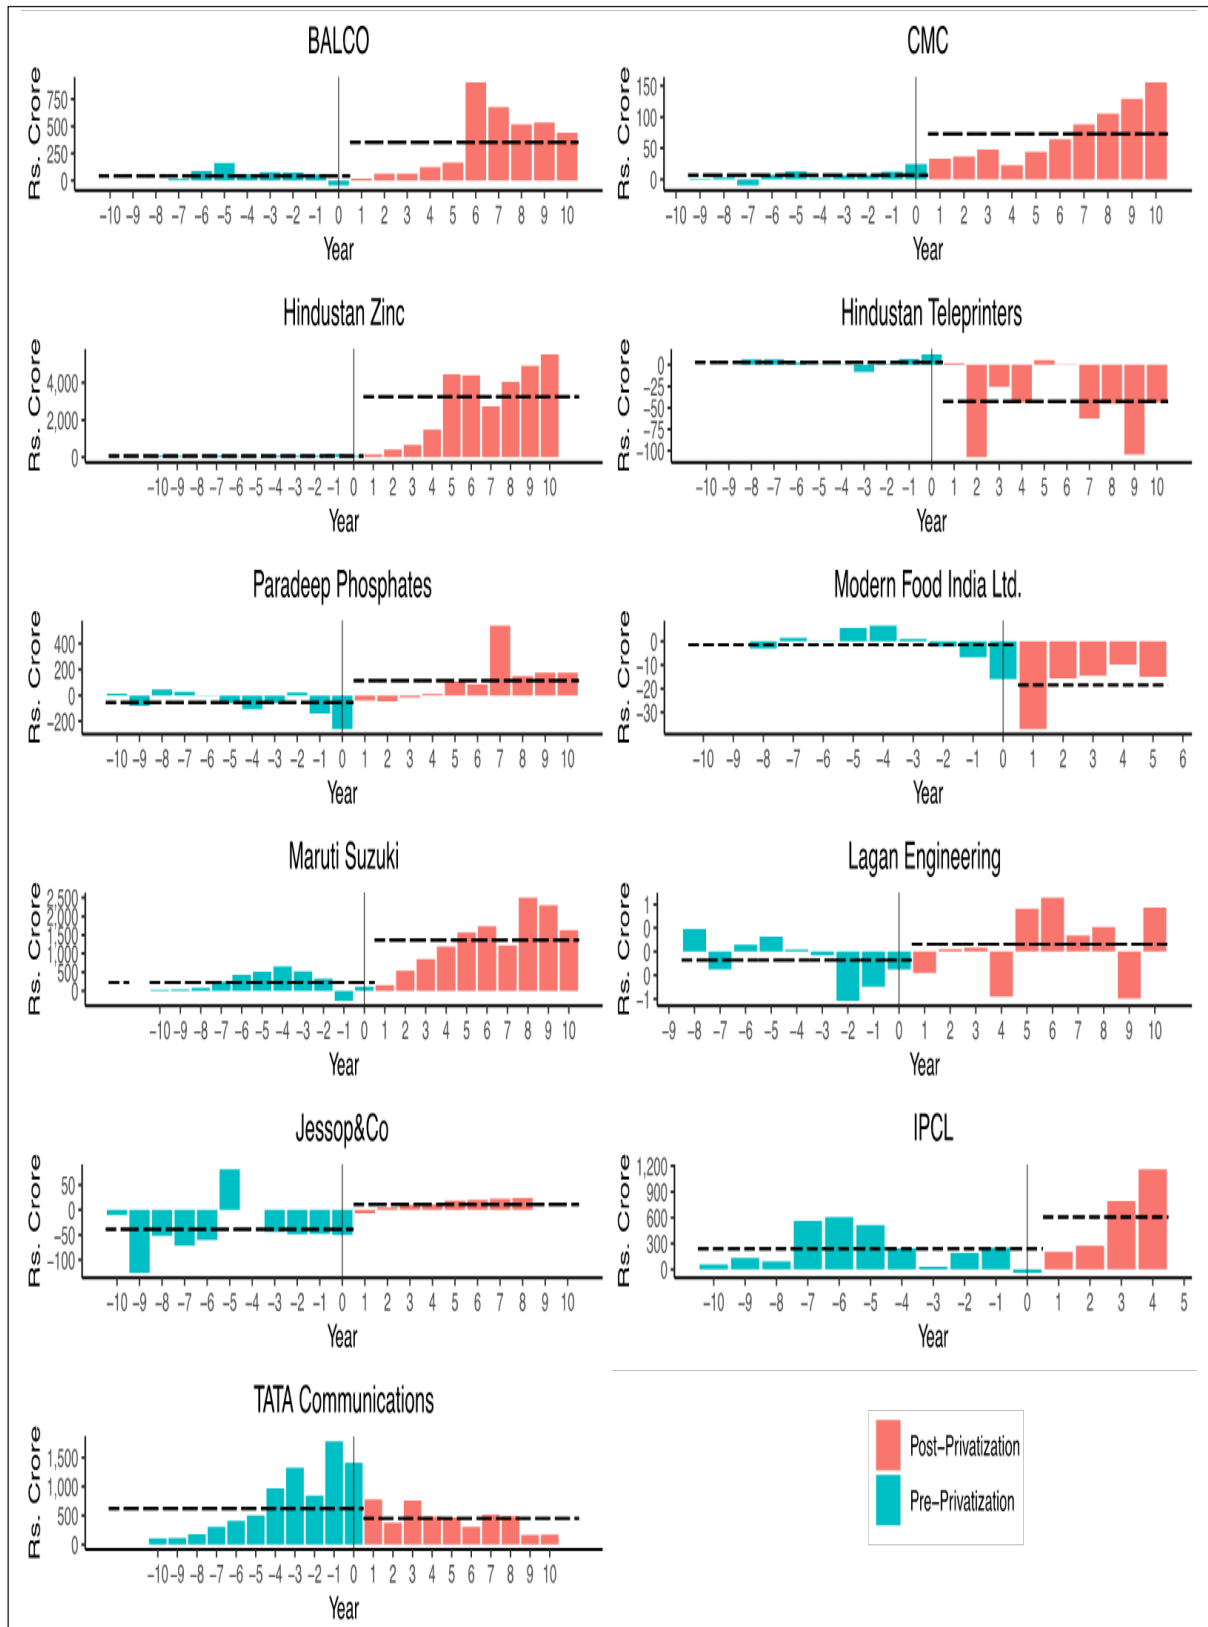 BALCO
Rs. Crore
750
500
250
0
−10 −9 −8 −7 −6 −5 −4 −3 −2 −1 0 1 2 3 4 5 6 7 8 9 10
Year
CMC
Rs. Crore
150
100
50
0
−10 −9 −8 −7 −6 −5 −4 −3 −2 −1 0 1 2 3 4 5 6 7 8 9 10
Year
Hindustan Zinc
Rs. Crore
4,000
2,000
0
−10 −9 −8 −7 −6 −5 −4 −3 −2 −1 0 1 2 3 4 5 6 7 8 9 10
Year
Hindustan Teleprinters
Rs. Crore
0
−25
−50
−75
−100
−10 −9 −8 −7 −6 −5 −4 −3 −2 −1 0 1 2 3 4 5 6 7 8 9 10
Year
Paradeep Phosphates
Rs. Crore
400
200
0
−200
−10 −9 −8 −7 −6 −5 −4 −3 −2 −1 0 1 2 3 4 5 6 7 8 9 10
Year
Modern Food India Ltd.
Rs. Crore
0
−10
−20
−30
−10 −9 −8 −7 −6 −5 −4 −3 −2 −1 0 1 2 3 4 5 6
Year
Maruti Suzuki
Rs. Crore
2,500
2,000
1,500
1,000
500
0
−10 −9 −8 −7 −6 −5 −4 −3 −2 −1 0 1 2 3 4 5 6 7 8 9 10
Year
Lagan Engineering
Rs. Crore
1
0
0
0
−1
−9 −8 −7 −6 −5 −4 −3 −2 −1 0 1 2 3 4 5 6 7 8 9 10
Year
Jessop&Co
Rs. Crore
50
0
−50
−100
−10 −9 −8 −7 −6 −5 −4 −3 −2 −1 0 1 2 3 4 5 6 7 8 9 10
Year
IPCL
Rs. Crore
1,200
900
600
300
0
−10 −9 −8 −7 −6 −5 −4 −3 −2 −1 0 1 2 3 4 5
Year
TATA Communications
Rs. Crore
1,500
1,000
500
0
−10 −9 −8 −7 −6 −5 −4 −3 −2 −1 0 1 2 3 4 5 6 7 8 9 10
Year
Post−Privatization
Pre−Privatization